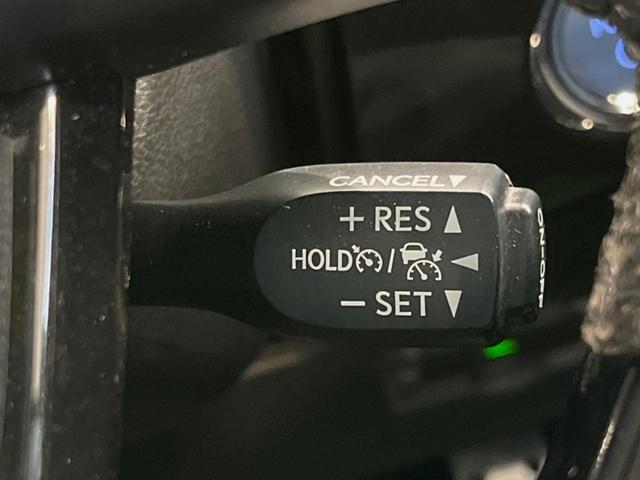 CANCEL▼
+ RES ▲
HOLD / ◀
− SET ▼
ON-OFF